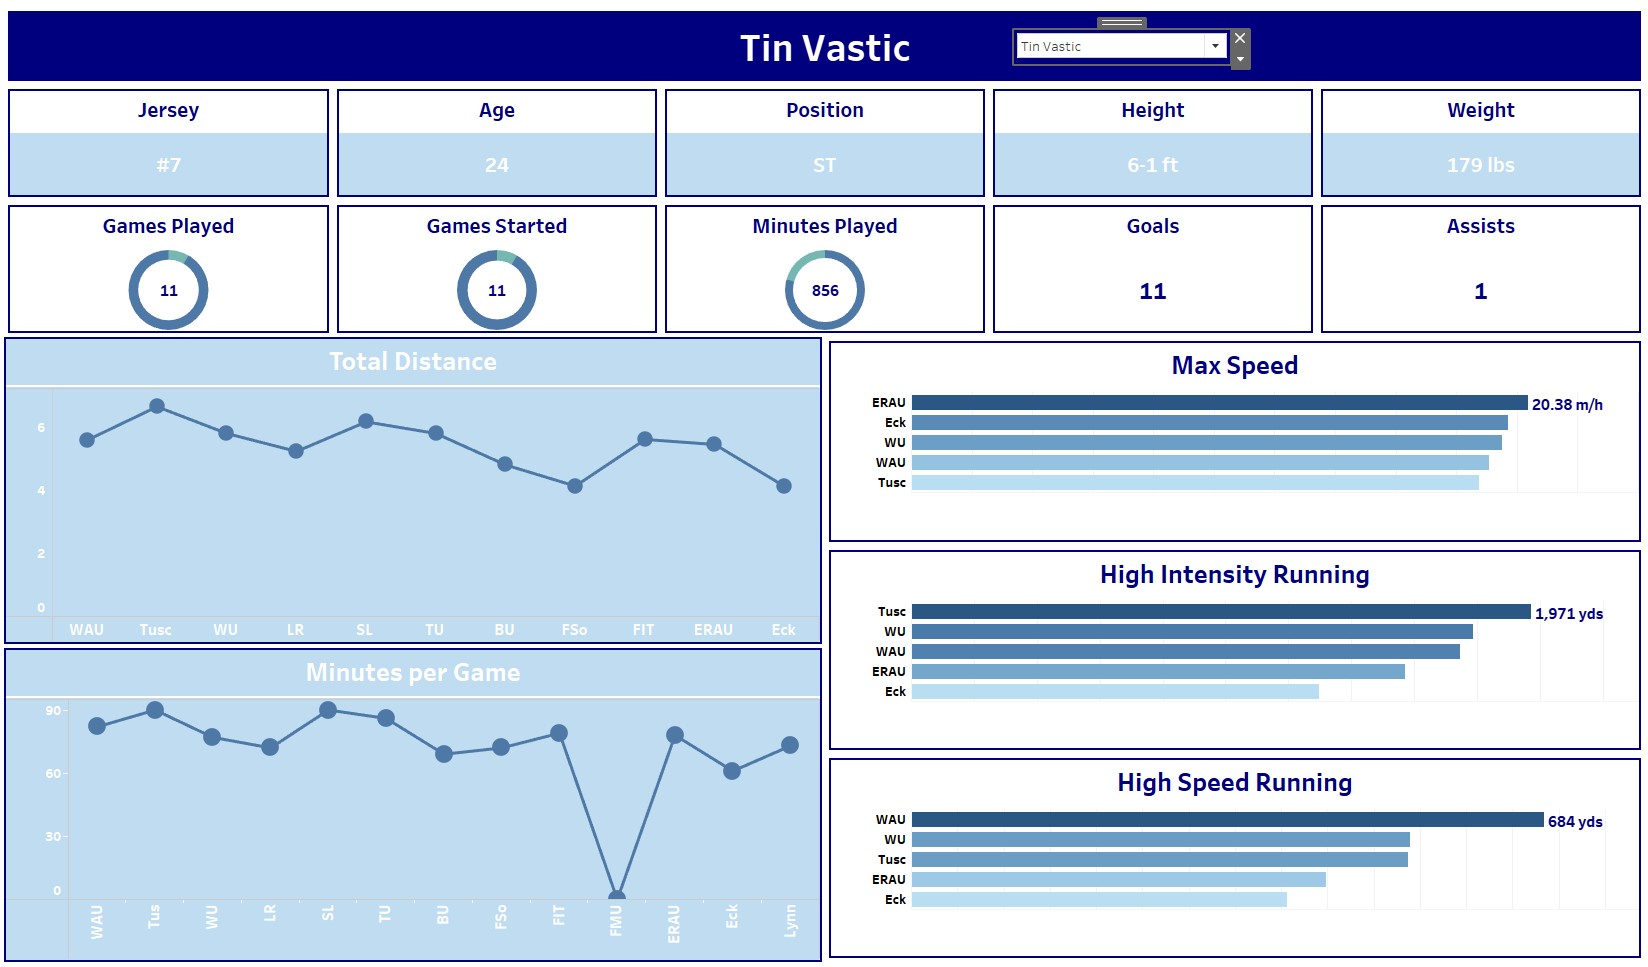 Tin Vastic
Tin Vastic
Jersey
#7
Age
24
Position
ST
Height
6-1 ft
Weight
179 lbs
Games Played
11
Games Started
11
Minutes Played
856
Goals
11
Assists
1
Total Distance
6
4
2
0
WAU Tusc WU LR SL TU BU FSo FIT ERAU Eck
Minutes per Game
90
60
30
0
WAU Tus WU LR SL TU BU FSo FIT FMU ERAU Eck Lynn
Max Speed
ERAU 20.38 m/h
Eck
WU
WAU
Tusc
High Intensity Running
Tusc 1,971 yds
WU
WAU
ERAU
Eck
High Speed Running
WAU 684 yds
WU
Tusc
ERAU
Eck